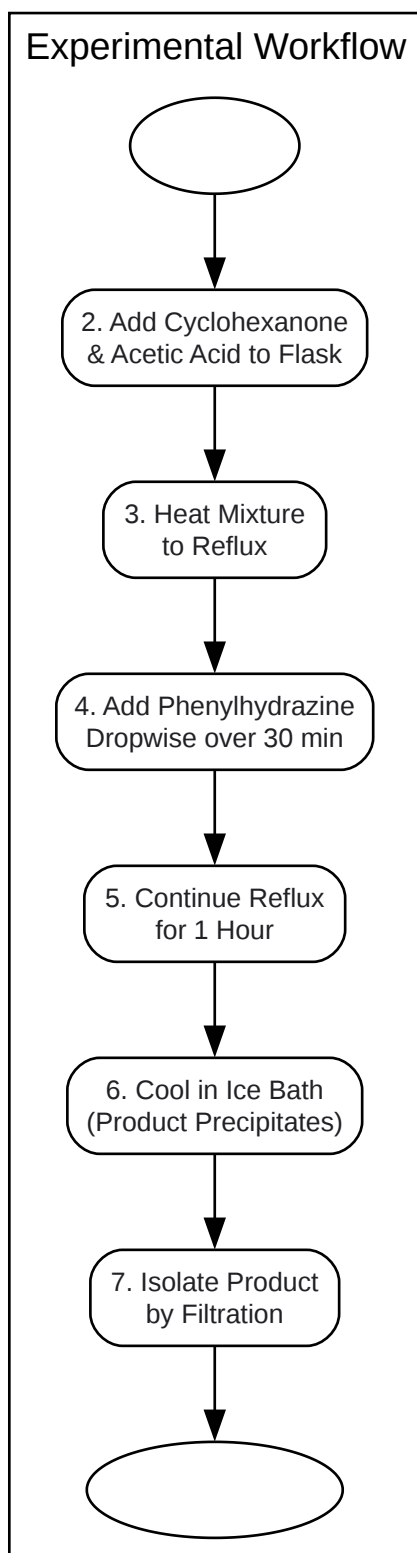 Experimental Workflow
2. Add Cyclohexanone
& Acetic Acid to Flask
3. Heat Mixture
to Reflux
4. Add Phenylhydrazine
Dropwise over 30 min
5. Continue Reflux
for 1 Hour
6. Cool in Ice Bath
(Product Precipitates)
7. Isolate Product
by Filtration